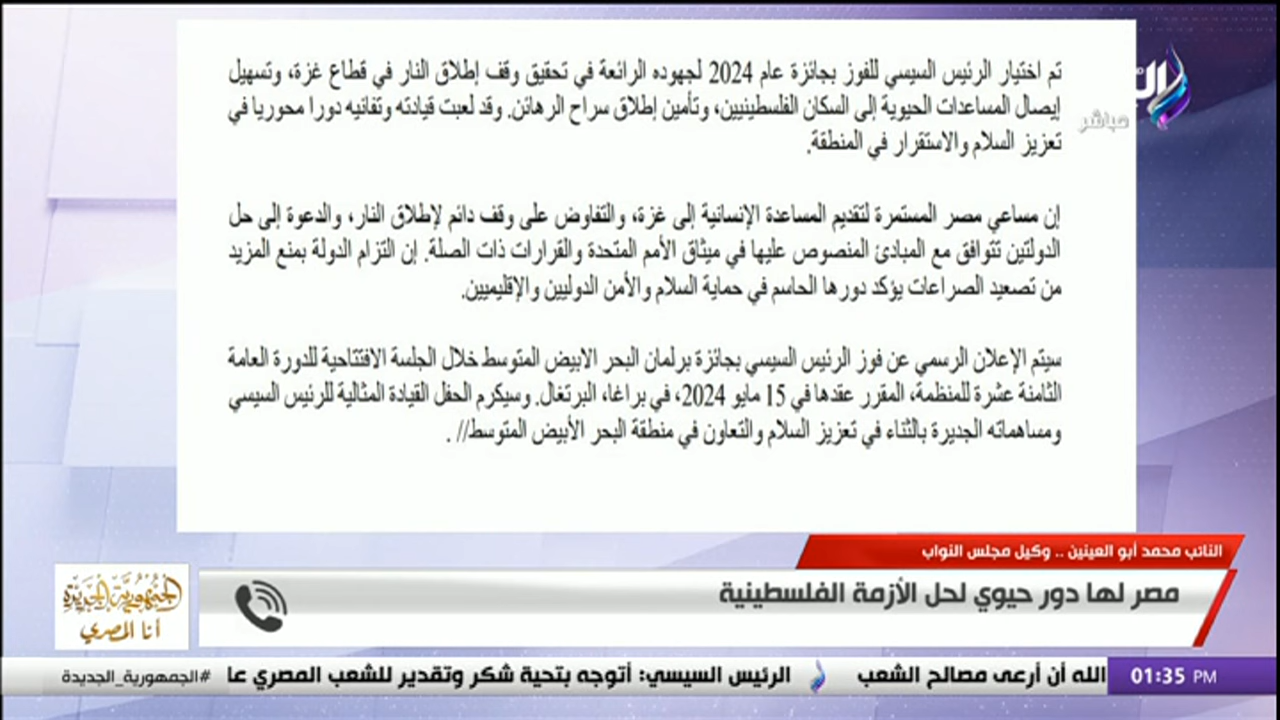 تم اختيار الرئيس السيسي للفوز بجائزة عام 2024 لجهوده الرائعة في تحقيق وقف إطلاق النار في قطاع غزة، وتسهيل
إيصال المساعدات الحيوية إلى السكان الفلسطينيين، وتأمين إطلاق سراح الرهائن. وقد لعبت قيادته وتفانيه دورا محوريا في
تعزيز السلام والاستقرار في المنطقة.
مباشر
إن مساعي مصر المستمرة لتقديم المساعدة الإنسانية إلى غزة، والتفاوض على وقف دائم لإطلاق النار، والدعوة إلى حل
الدولتين تتوافق مع المبادئ المنصوص عليها في ميثاق الأمم المتحدة والقرارات ذات الصلة. إن التزام الدولة بمنع المزيد
من تصعيد الصراعات يؤكد دورها الحاسم في حماية السلام والأمن الدوليين والإقليميين.
سيتم الإعلان الرسمي عن فوز الرئيس السيسي بجائزة برلمان البحر الابيض المتوسط خلال الجلسة الافتتاحية للدورة العامة
الثامنة عشرة للمنظمة، المقرر عقدها في 15 مايو 2024، في براغا، البرتغال. وسيكرم الحفل القيادة المثالية للرئيس السيسي
ومساهماته الجديرة بالثناء في تعزيز السلام والتعاون في منطقة البحر الأبيض المتوسط// .
النائب محمد أبو العينين .. وكيل مجلس النواب
مصر لها دور حيوي لحل الأزمة الفلسطينية
الجمهورية الجديدة
أنا المصري
01:35 PM
الله أن أرعى مصالح الشعب
الرئيس السيسي: أتوجه بتحية شكر وتقدير للشعب المصري عا
#الجمهورية_الجديدة